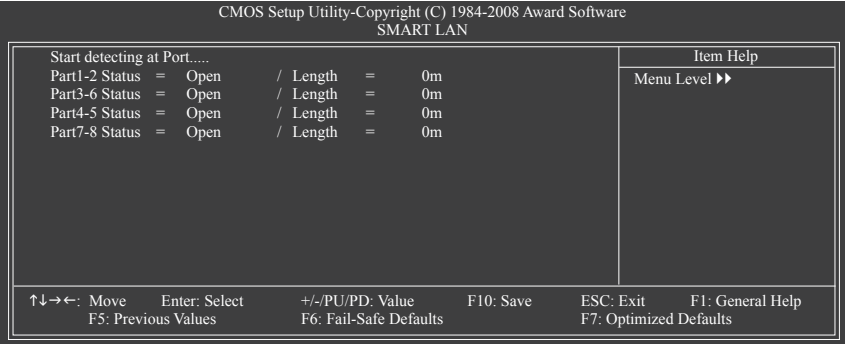 CMOS Setup Utility-Copyright (C) 1984-2008 Award Software
SMART LAN
Start detecting at Port.....
Part1-2 Status = Open / Length = 0m
Part3-6 Status = Open / Length = 0m
Part4-5 Status = Open / Length = 0m
Part7-8 Status = Open / Length = 0m
Item Help
Menu Level ▶▶
↑↓→←: Move Enter: Select +/-/PU/PD: Value F10: Save ESC: Exit F1: General Help
F5: Previous Values F6: Fail-Safe Defaults F7: Optimized Defaults